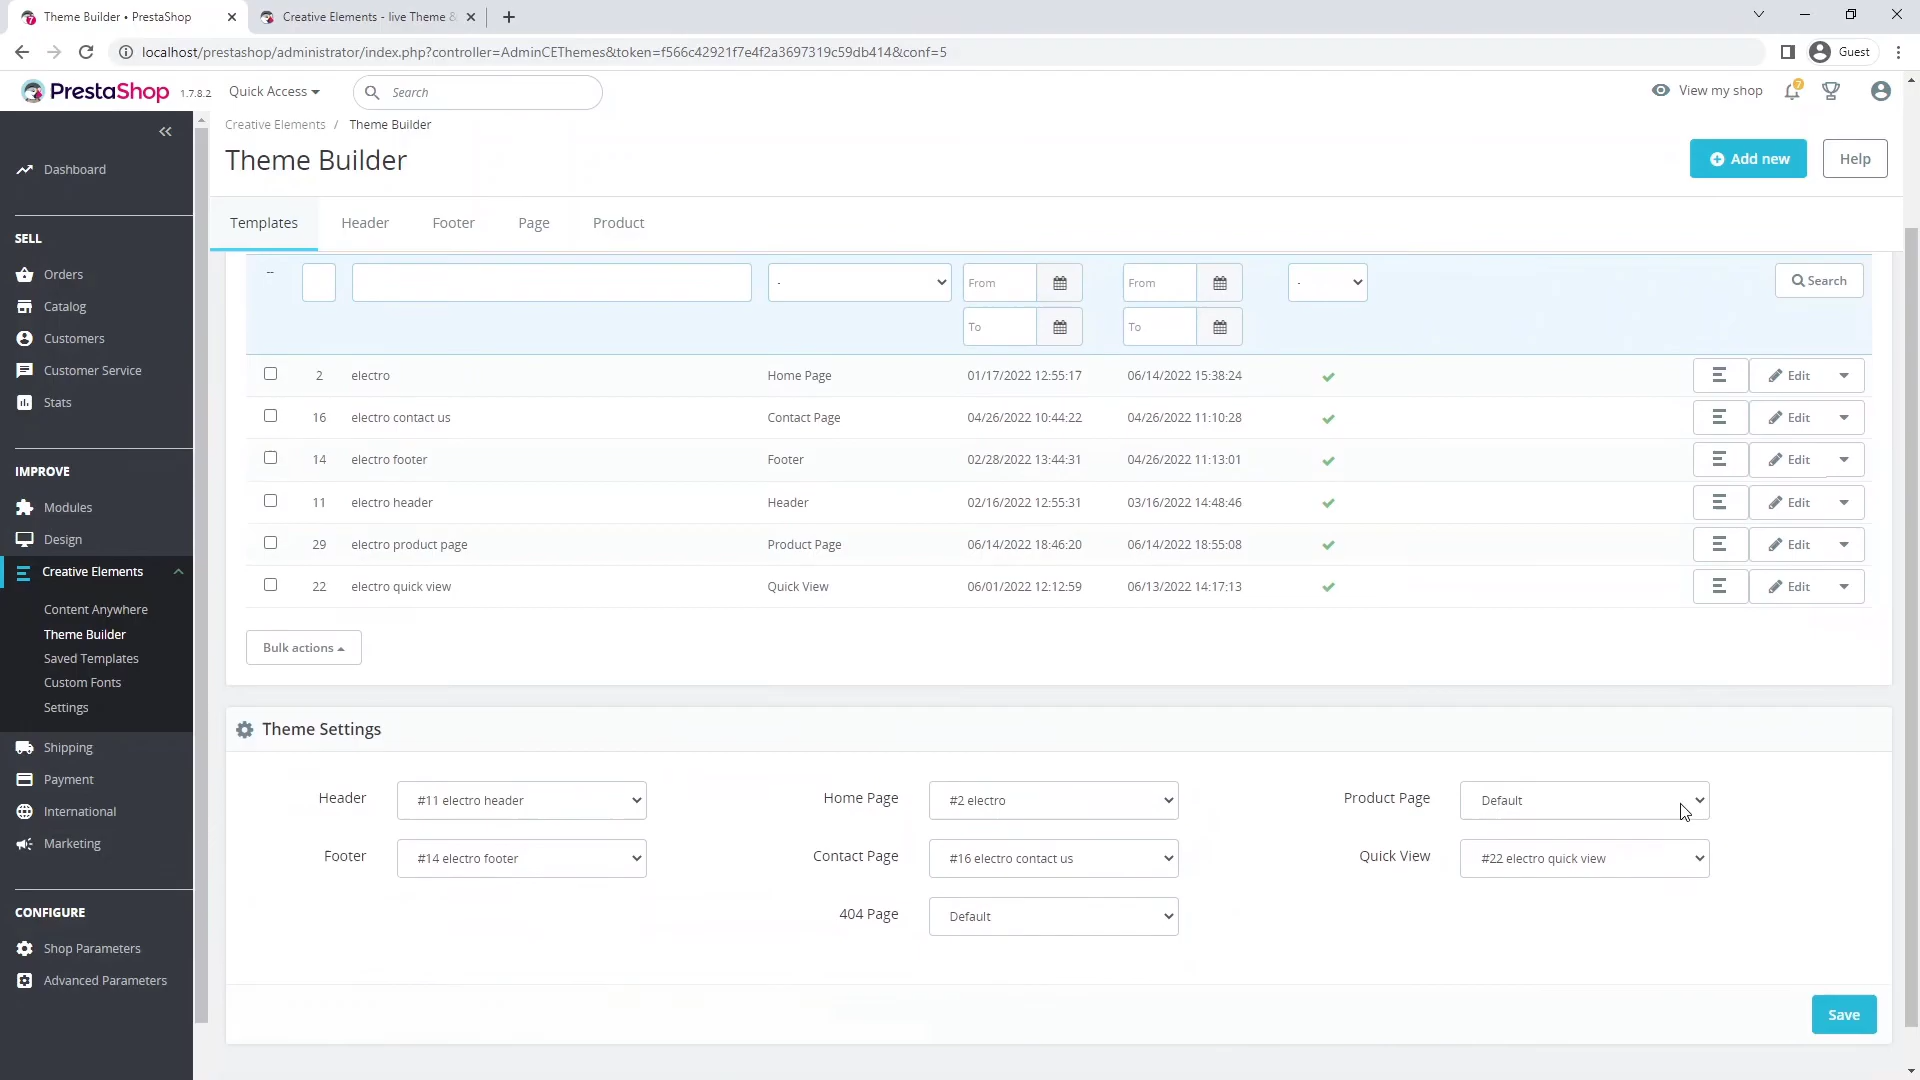 Theme Builder • PrestaShop
Creative Elements - live Theme &
localhost/prestashop/administrator/index.php?controller=AdminCEThemes&token=f566c42921f7e4f2a3697319c59db414&conf=5
Guest
PrestaShop 1.7.8.2
Quick Access
Search
View my shop
7
Creative Elements / Theme Builder
Theme Builder
Add new
Help
Templates
Header
Footer
Page
Product
Dashboard
SELL
Orders
Catalog
Customers
Customer Service
Stats
IMPROVE
Modules
Design
Creative Elements
Content Anywhere
Theme Builder
Saved Templates
Custom Fonts
Settings
Shipping
Payment
International
Marketing
CONFIGURE
Shop Parameters
Advanced Parameters
-- - From From - Search
To To
2 electro Home Page 01/17/2022 12:55:17 06/14/2022 15:38:24 Edit
16 electro contact us Contact Page 04/26/2022 10:44:22 04/26/2022 11:10:28 Edit
14 electro footer Footer 02/28/2022 13:44:31 04/26/2022 11:13:01 Edit
11 electro header Header 02/16/2022 12:55:31 03/16/2022 14:48:46 Edit
29 electro product page Product Page 06/14/2022 18:46:20 06/14/2022 18:55:08 Edit
22 electro quick view Quick View 06/01/2022 12:12:59 06/13/2022 14:17:13 Edit
Bulk actions
Theme Settings
Header #11 electro header Home Page #2 electro Product Page Default
Footer #14 electro footer Contact Page #16 electro contact us Quick View #22 electro quick view
404 Page Default
Save